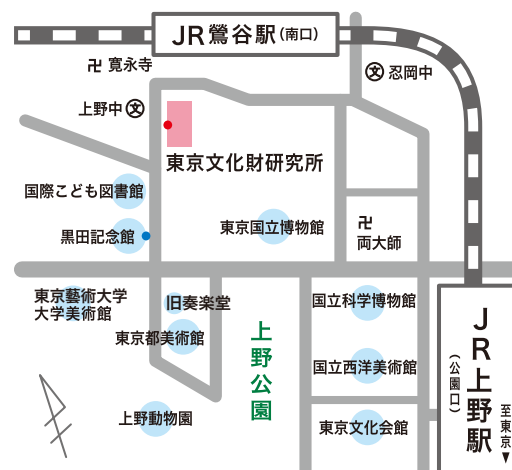 JR鶯谷駅(南口)
卍 寛永寺
文 忍岡中
上野中 文
東京文化財研究所
国際こども図書館
東京国立博物館
卍
両大師
黒田記念館
東京藝術大学
大学美術館
旧奏楽堂
国立科学博物館
東京都美術館
上野公園
国立西洋美術館
上野動物園
東京文化会館
JR上野駅
(公園口)
至東京▼